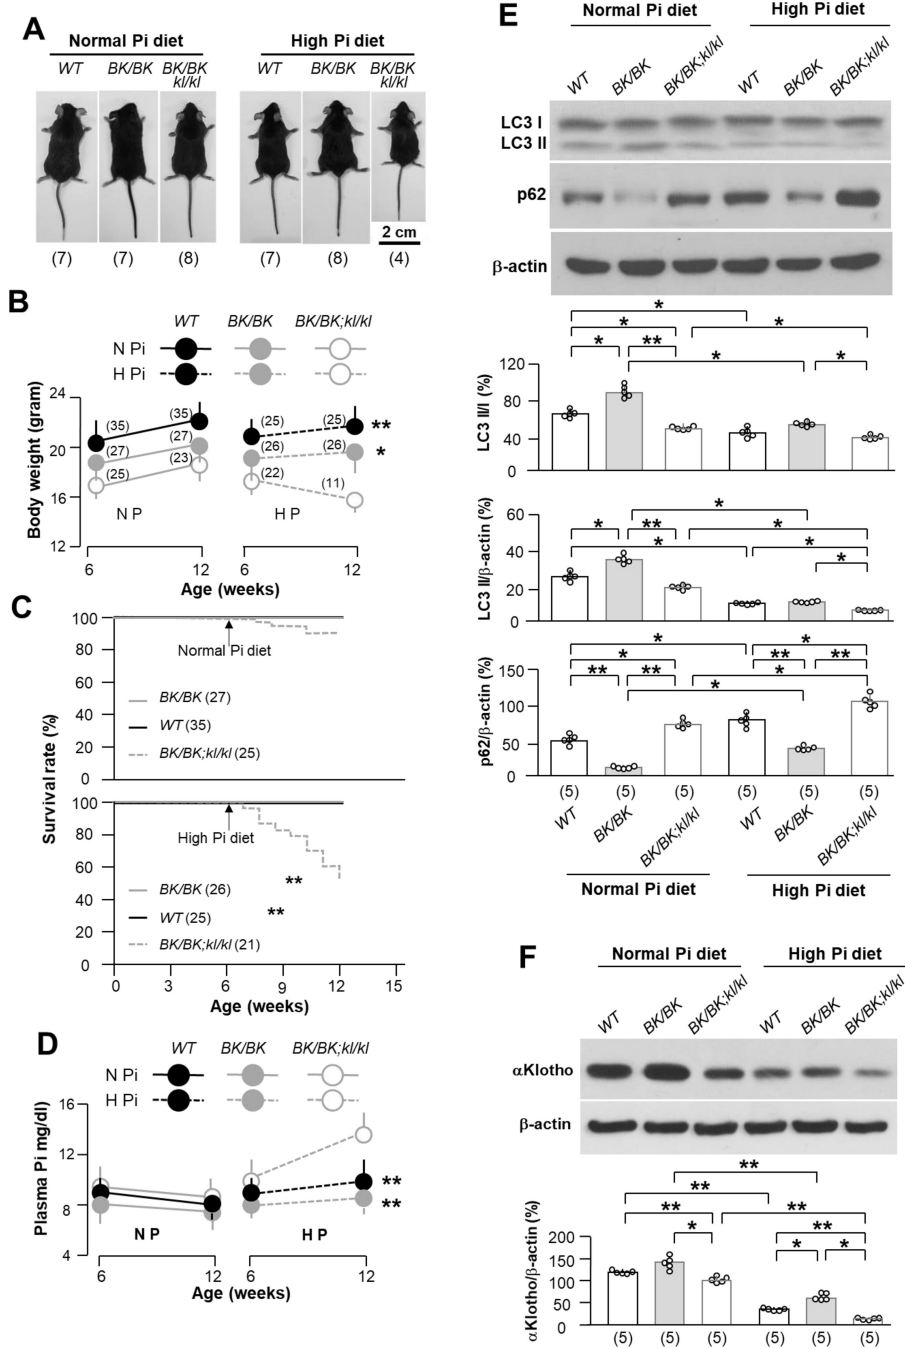 A
Normal Pi diet
High Pi diet
WT
BK/BK
BK/BK
kl/kl
WT
BK/BK
BK/BK
kl/kl
2 cm
(7)
(7)
(8)
(7)
(8)
(4)
B
WT
BK/BK
BK/BK;kl/kl
N Pi
H Pi
Body weight (gram)
24
20
16
12
(35)
(35)
(27)
(27)
(25)
(23)
(25)
(25)
**
(26)
(26)
*
(22)
(11)
N P
H P
6
12
6
12
Age (weeks)
C
Survival rate (%)
100
80
60
40
20
0
Normal Pi diet
BK/BK (27)
WT (35)
BK/BK;kl/kl (25)
100
80
60
40
20
0
High Pi diet
**
**
BK/BK (26)
WT (25)
BK/BK;kl/kl (21)
0
3
6
9
12
15
Age (weeks)
D
WT
BK/BK
BK/BK;kl/kl
N Pi
H Pi
Plasma Pi mg/dl)
16
12
8
4
**
**
N P
H P
6
12
6
12
Age (weeks)
E
Normal Pi diet
High Pi diet
WT
BK/BK
BK/BK;kl/kl
WT
BK/BK
BK/BK;kl/kl
LC3 I
LC3 II
p62
β-actin
*
*
*
*
**
*
*
LC3 II/I (%)
120
80
40
0
*
*
**
*
*
*
*
LC3 II/β-actin (%)
60
40
20
0
*
*
*
**
**
**
**
*
*
p62/β-actin (%)
150
100
50
0
(5)
(5)
(5)
(5)
(5)
(5)
WT
BK/BK
BK/BK;kl/kl
WT
BK/BK
BK/BK;kl/kl
Normal Pi diet
High Pi diet
F
Normal Pi diet
High Pi diet
WT
BK/BK
BK/BK;kl/kl
WT
BK/BK
BK/BK;kl/kl
αKlotho
β-actin
**
**
**
**
*
**
*
*
αKlotho/β-actin (%)
200
150
100
50
0
(5)
(5)
(5)
(5)
(5)
(5)